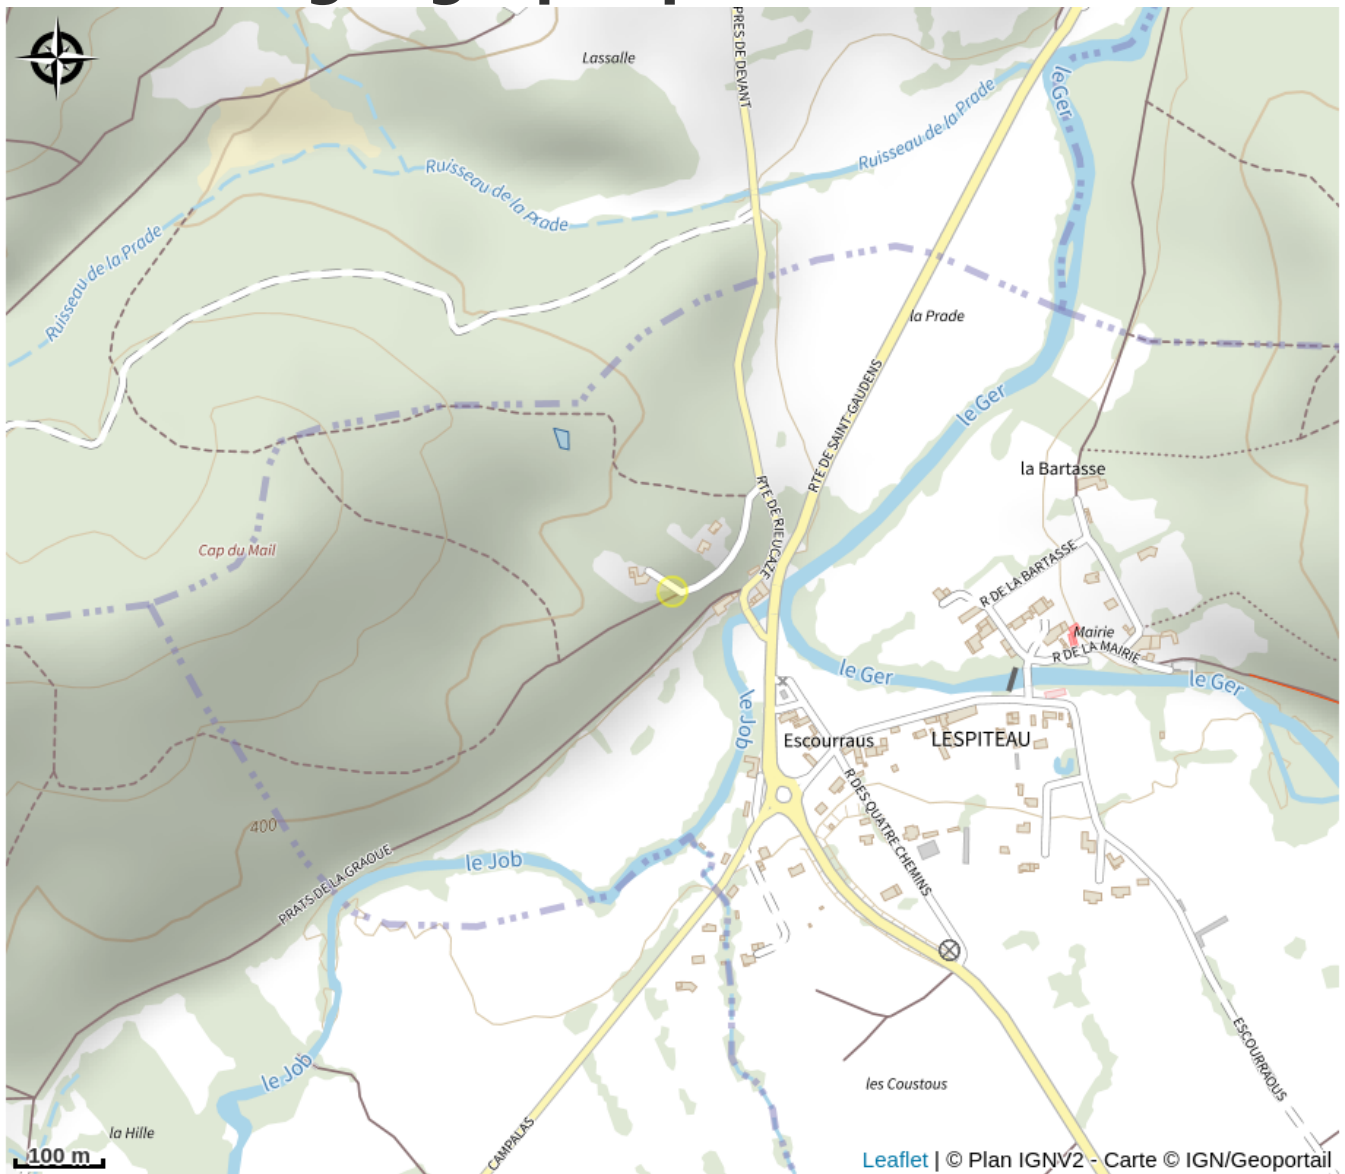 PRES DE DEVANT
Lassalle
le Ger
Ruisseau de la Prade
Ruisseau de la Prade
Ruisseau de la Prade
la Prade
RTE DE SAINT-GAUDENS
le Ger
la Bartasse
RTE DE RIEUCAZE
Cap du Mail
R DE LA BARTASSE
Mairie
R DE LA MAIRIE
le Ger
le Ger
le Job
Escourraus
LESPITEAU
R DES QUATRE CHEMINS
400
le Job
PRATS DE LA GRAOUE
ESCOURRAOUS
le Job
les Coustous
la Hille
CAMPALAS
100 m
Leaflet | © Plan IGNV2 - Carte © IGN/Geoportail